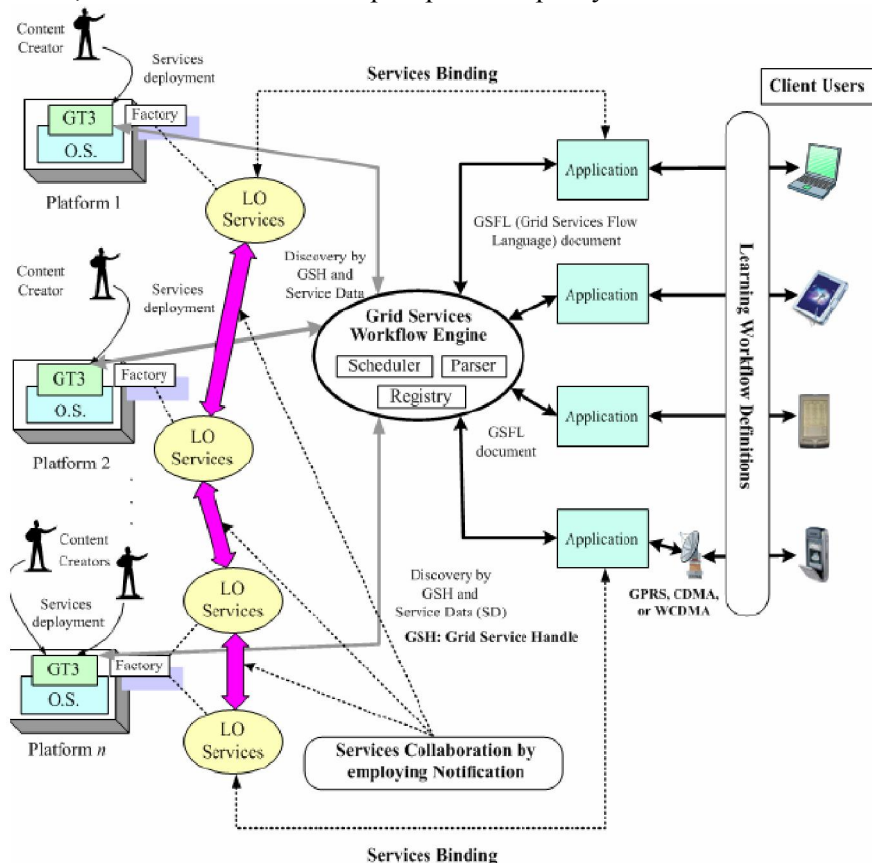 Content
Creator
Services
deployment
GT3
Factory
O.S.
Platform 1
Services Binding
Client Users
LO
Services
Application
GSFL (Grid Services Flow
Language) document
Content
Creator
Services
deployment
Discovery by
GSH and
Service Data
Grid Services
Workflow Engine
Scheduler
Parser
Registry
Application
Learning Workflow Definitions
GT3
Factory
O.S.
Platform 2
LO
Services
GSFL
document
Application
Content
Creators
Services
deployment
LO
Services
Application
GPRS, CDMA,
or WCDMA
Discovery by
GSH and
Service Data (SD)
GSH: Grid Service Handle
GT3
Factory
O.S.
Platform n
LO
Services
Services Collaboration by
employing Notification
Services Binding